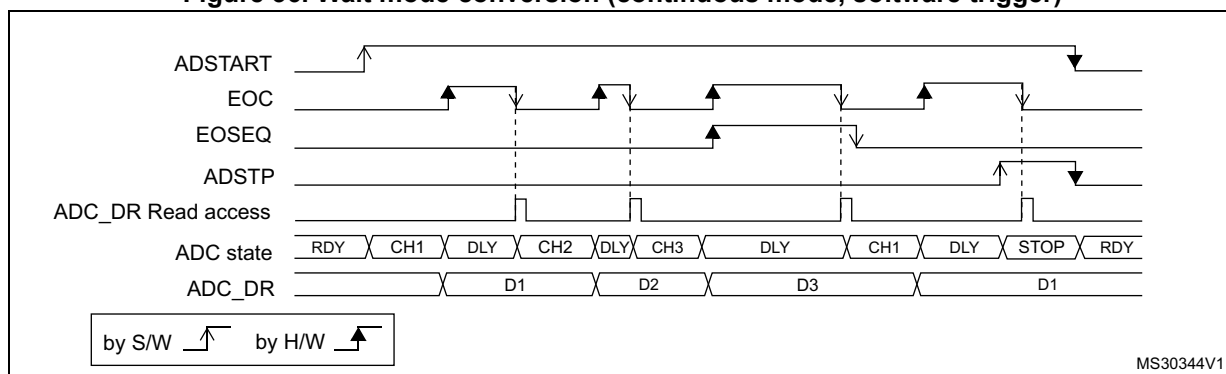 Figure 50. Wait mode conversion (continuous mode, software trigger)
ADSTART
EOC
EOSEQ
ADSTP
ADC_DR Read access
ADC state RDY CH1 DLY CH2 DLY CH3 DLY CH1 DLY STOP RDY
ADC_DR D1 D2 D3 D1
by S/W by H/W
MS30344V1